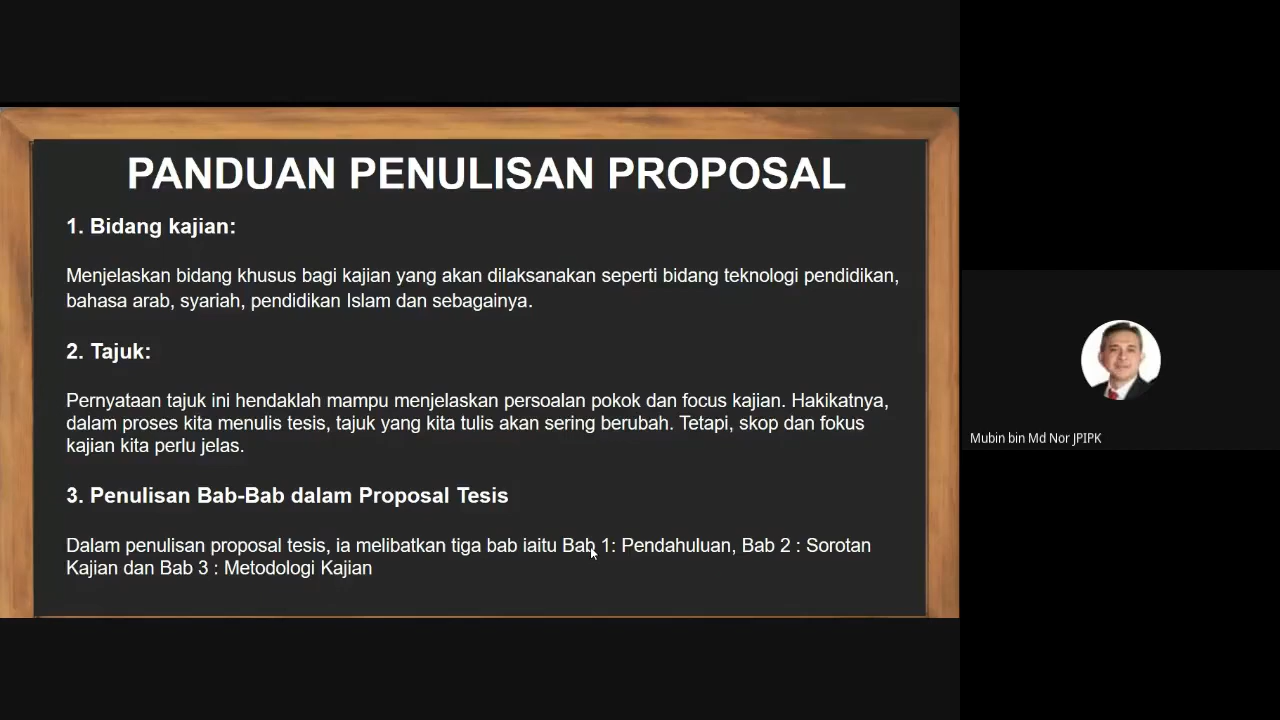 PANDUAN PENULISAN PROPOSAL
1. Bidang kajian:
Menjelaskan bidang khusus bagi kajian yang akan dilaksanakan seperti bidang teknologi pendidikan,
bahasa arab, syariah, pendidikan Islam dan sebagainya.
2. Tajuk:
Pernyataan tajuk ini hendaklah mampu menjelaskan persoalan pokok dan focus kajian. Hakikatnya,
dalam proses kita menulis tesis, tajuk yang kita tulis akan sering berubah. Tetapi, skop dan fokus
kajian kita perlu jelas.
3. Penulisan Bab-Bab dalam Proposal Tesis
Dalam penulisan proposal tesis, ia melibatkan tiga bab iaitu Bab 1: Pendahuluan, Bab 2 : Sorotan
Kajian dan Bab 3 : Metodologi Kajian
Mubin bin Md Nor JPIPK